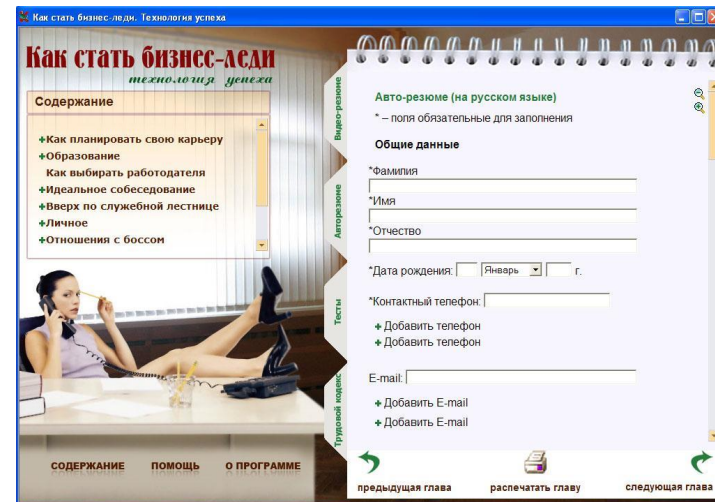 Как стать бизнес-леди. Технология успеха
Как стать бизнес-леди
технология успеха
Содержание
+Как планировать свою карьеру
+Образование
Как выбирать работодателя
+Идеальное собеседование
+Вверх по служебной лестнице
+Личное
+Отношения с боссом
СОДЕРЖАНИЕ ПОМОЩЬ О ПРОГРАММЕ
Видео-резюме
Авторезюме
Тесты
Трудовой кодекс
Авто-резюме (на русском языке)
* – поля обязательные для заполнения
Общие данные
*Фамилия
*Имя
*Отчество
*Дата рождения: Январь г.
*Контактный телефон:
+ Добавить телефон
+ Добавить телефон
E-mail:
+ Добавить E-mail
+ Добавить E-mail
предыдущая глава распечатать главу следующая глава